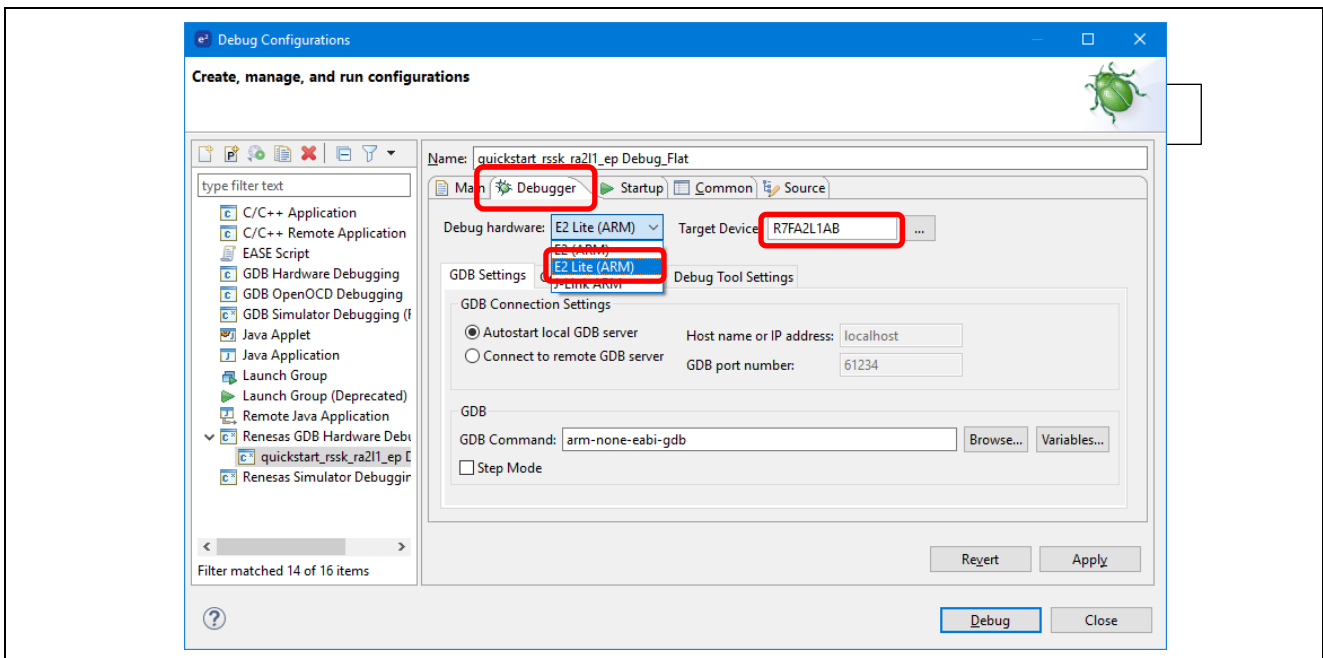 e² Debug Configurations
Create, manage, and run configurations
type filter text
C/C++ Application
C/C++ Remote Application
EASE Script
GDB Hardware Debugging
GDB OpenOCD Debugging
GDB Simulator Debugging (
Java Applet
Java Application
Launch Group
Launch Group (Deprecated)
Remote Java Application
Renesas GDB Hardware Debu
quickstart_rssk_ra2l1_ep D
Renesas Simulator Debuggin
Filter matched 14 of 16 items
Name: quickstart_rssk_ra2l1_ep Debug_Flat
Main Debugger Startup Common Source
Debug hardware: E2 Lite (ARM) Target Device: R7FA2L1AB ...
E2 (ARM)
E2 Lite (ARM)
J-Link ARM
GDB Settings Debug Tool Settings
GDB Connection Settings
Autostart local GDB server Host name or IP address: localhost
Connect to remote GDB server GDB port number: 61234
GDB
GDB Command: arm-none-eabi-gdb Browse... Variables...
Step Mode
Revert Apply
Debug Close